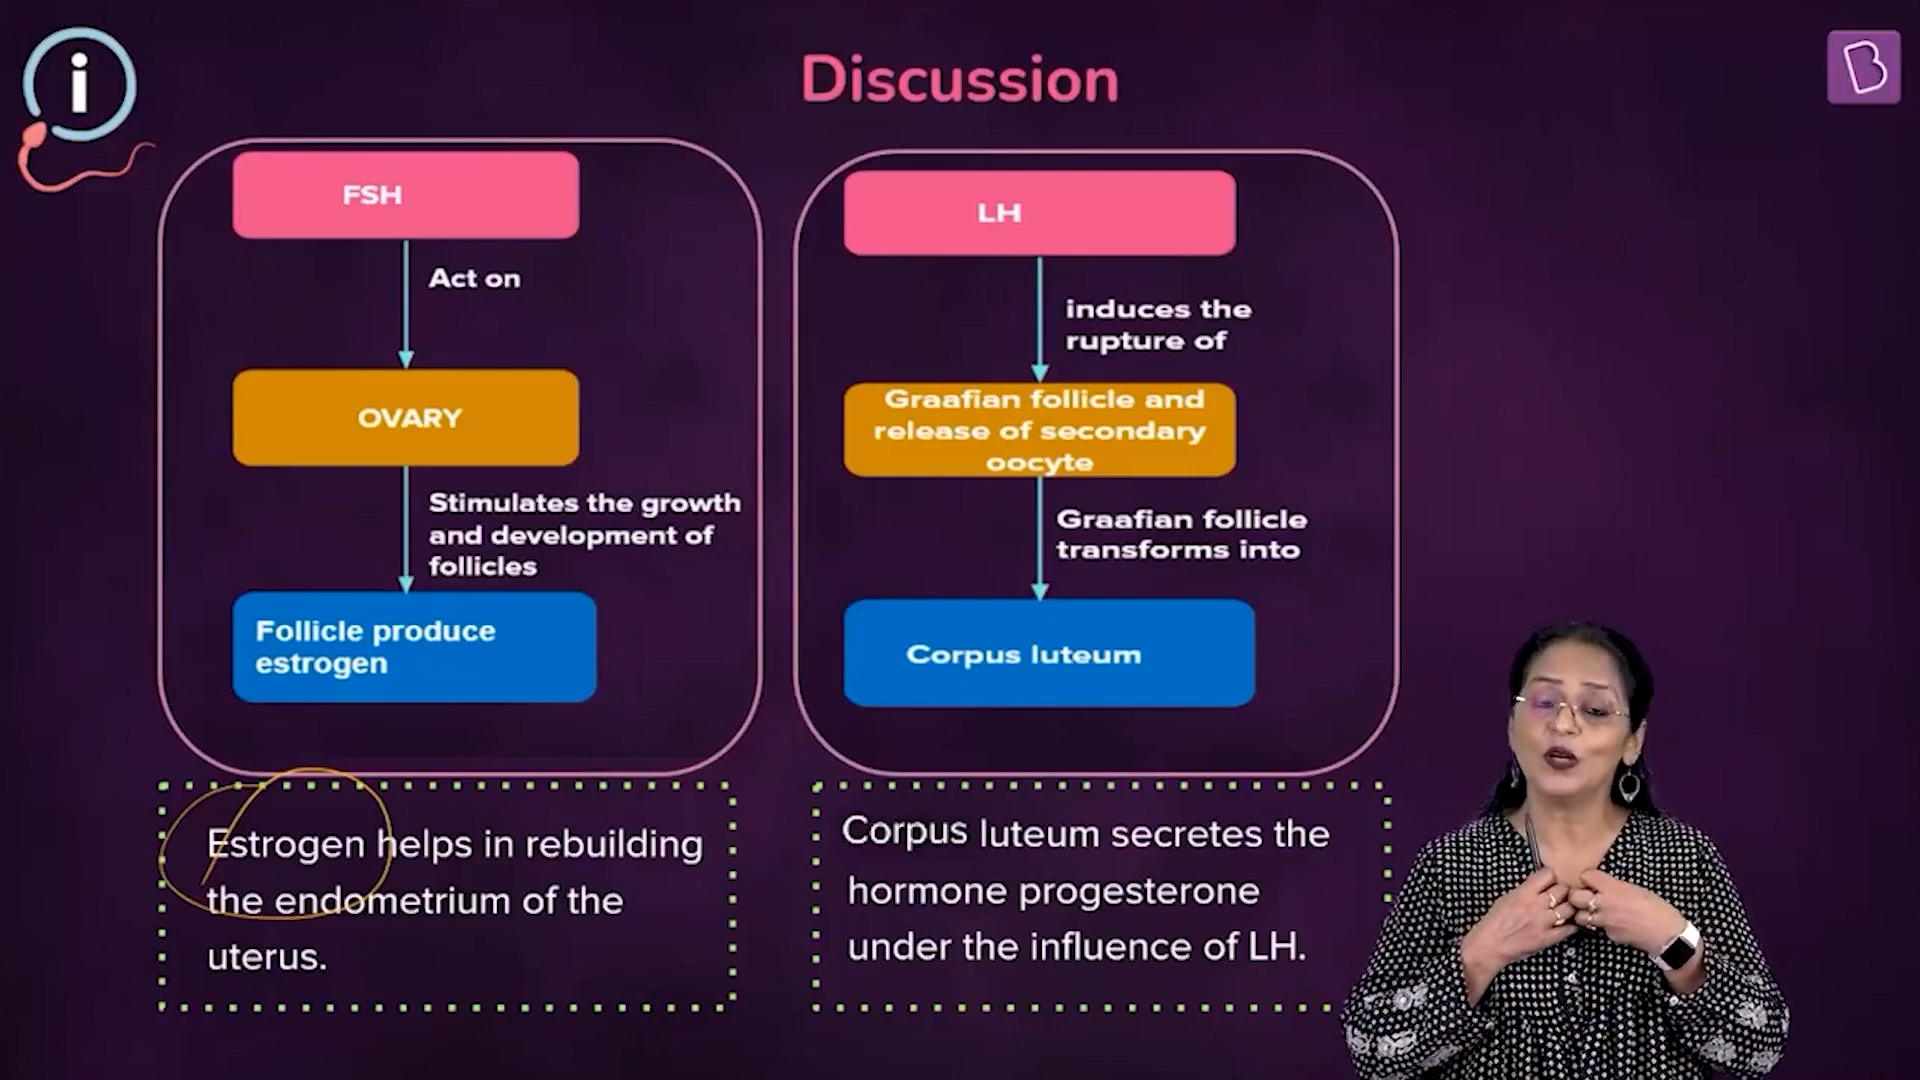 Discussion
FSH
Act on
OVARY
Stimulates the growth
and development of
follicles
Follicle produce
estrogen
Estrogen helps in rebuilding
the endometrium of the
uterus.
LH
induces the
rupture of
Graafian follicle and
release of secondary
oocyte
Graafian follicle
transforms into
Corpus luteum
Corpus luteum secretes the
hormone progesterone
under the influence of LH.
i
B